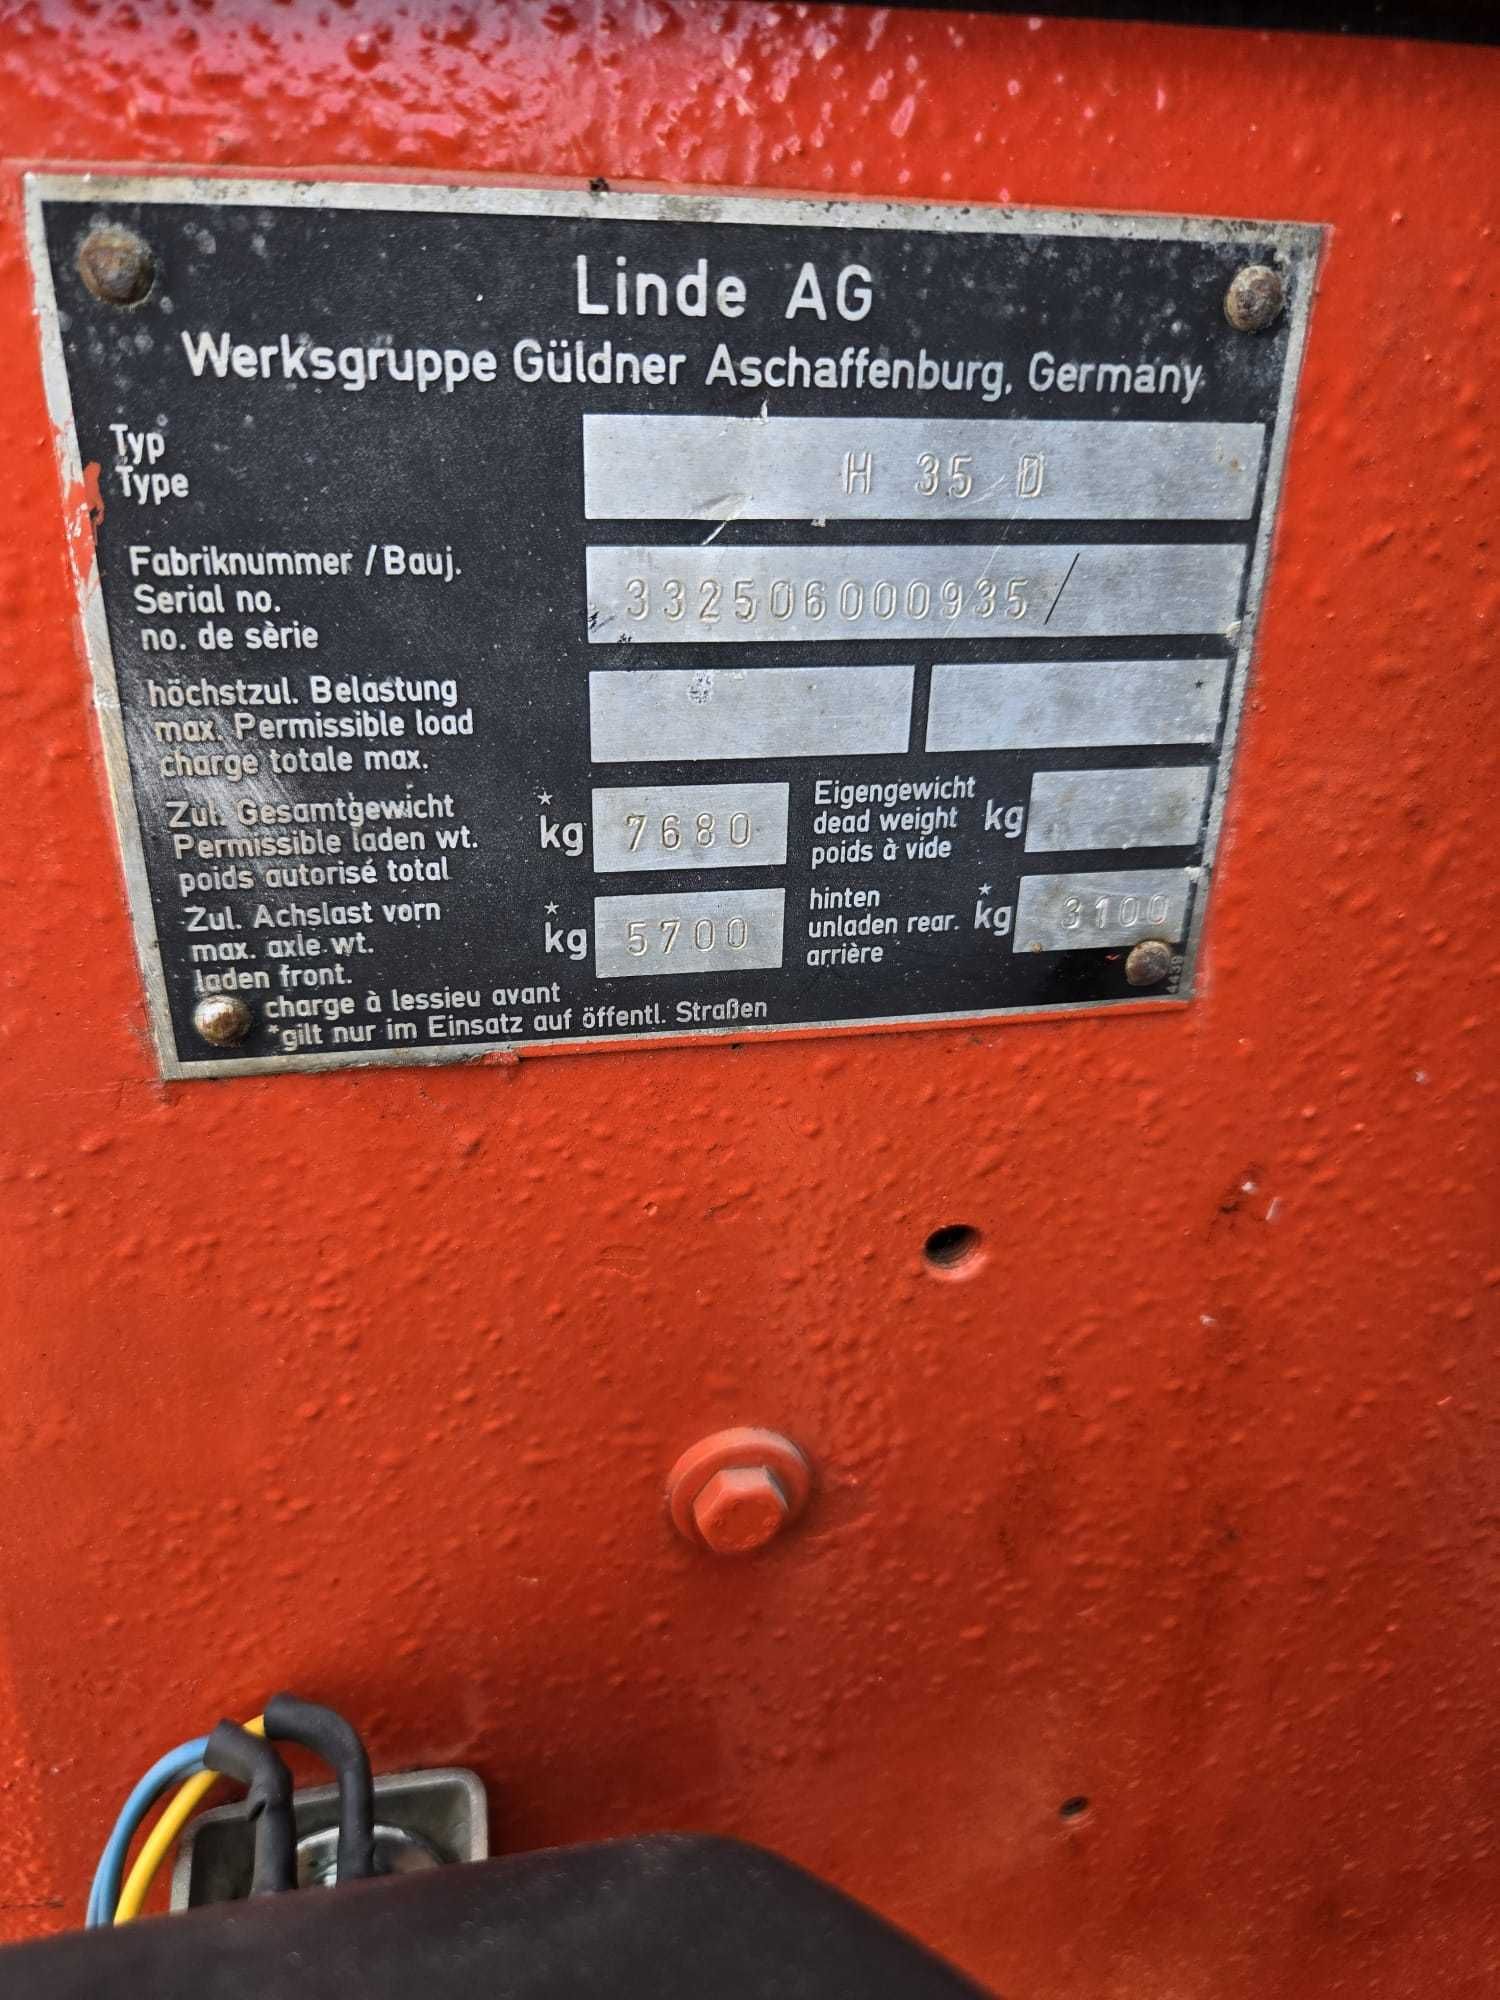 Linde AG
Werksgruppe Güldner Aschaffenburg, Germany
Typ
Type
H 35 D
Fabriknummer / Bauj.
Serial no.
no. de sèrie
332506000935/
höchstzul. Belastung
max. Permissible load
charge totale max.
*
Zul. Gesamtgewicht
Permissible laden wt.
poids autorisé total
* kg 7680
Eigengewicht
dead weight
poids à vide
kg
Zul. Achslast vorn
max. axle wt.
laden front.
charge à lessieu avant
* kg 5700
hinten
unladen rear.
arrière
* kg 3100
*gilt nur im Einsatz auf öffentl. Straßen
4439